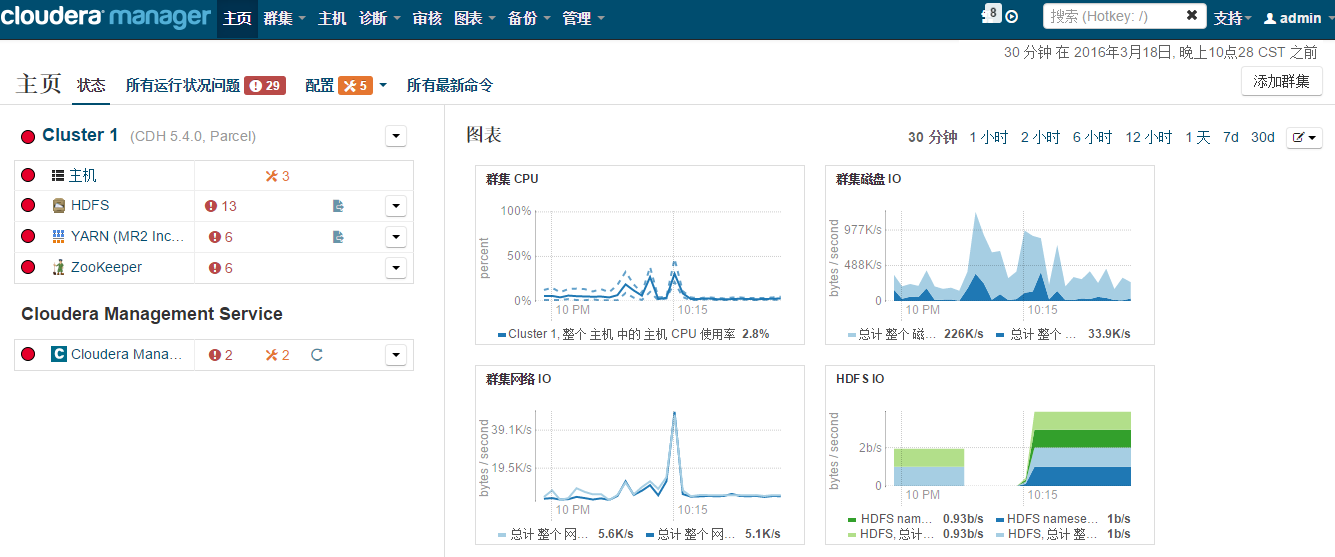 cloudera manager 主页 群集 主机 诊断 审核 图表 备份 管理 8 搜索 (Hotkey: /) 支持 admin
30 分钟 在 2016年3月18日, 晚上10点28 CST 之前
主页 状态 所有运行状况问题 29 配置 5 所有最新命令 添加群集
Cluster 1 (CDH 5.4.0, Parcel)
主机 3
HDFS 13
YARN (MR2 Inc... 6
ZooKeeper 6
Cloudera Management Service
Cloudera Mana... 2 2
图表 30 分钟 1 小时 2 小时 6 小时 12 小时 1 天 7d 30d
群集 CPU
percent
100%
50%
0%
10 PM 10:15
Cluster 1, 整个 主机 中的 主机 CPU 使用率 2.8%
群集磁盘 IO
bytes / second
977K/s
488K/s
0
10 PM 10:15
总计 整个 磁... 226K/s 总计 整个 ... 33.9K/s
群集网络 IO
bytes / second
39.1K/s
19.5K/s
10 PM 10:15
总计 整个 网... 5.6K/s 总计 整个 网... 5.1K/s
HDFS IO
bytes / second
2b/s
0
10 PM 10:15
HDFS nam... 0.93b/s HDFS namese... 1b/s
HDFS, 总计... 0.93b/s HDFS, 总计 整... 1b/s